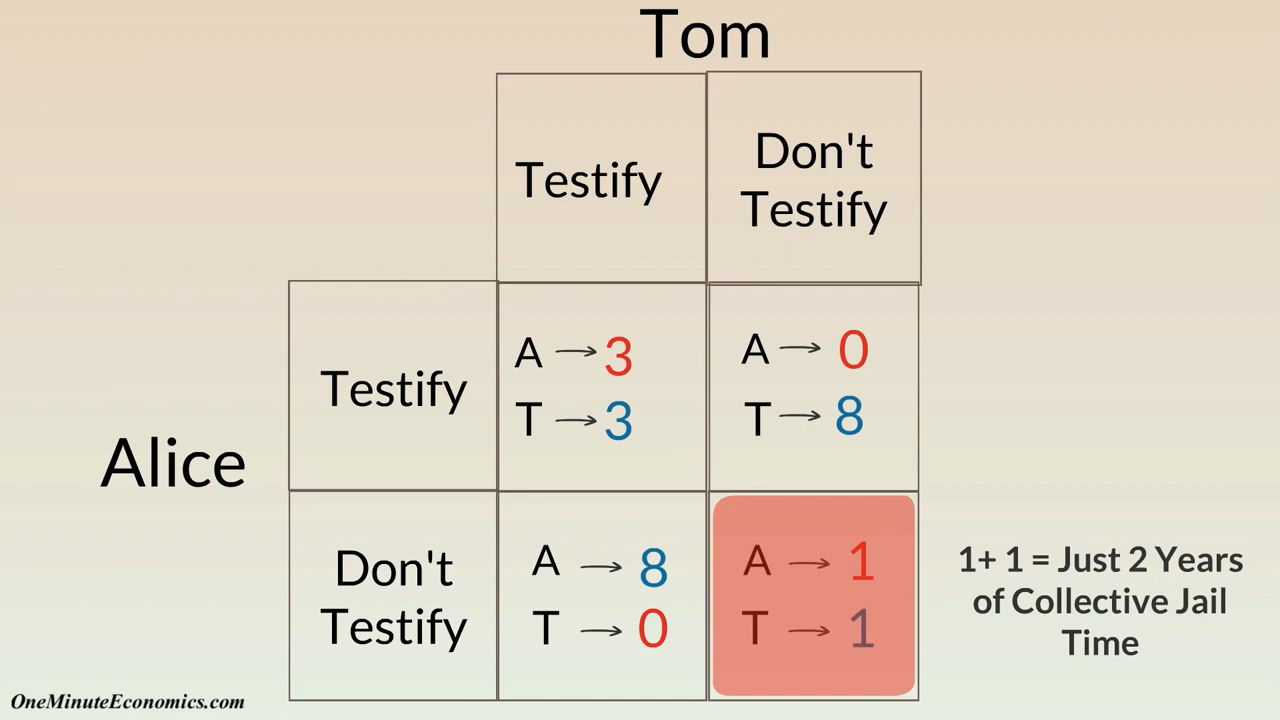 Tom
Testify
Don't
Testify
Alice
Testify
A → 3
T → 3
A → 0
T → 8
Don't
Testify
A → 8
T → 0
A → 1
T → 1
1+ 1 = Just 2 Years
of Collective Jail
Time
OneMinuteEconomics.com